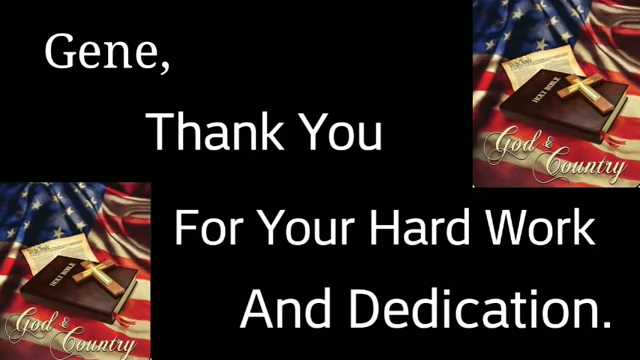 Gene,
Thank You
For Your Hard Work
And Dedication.
HOLY BIBLE
God &
Country
HOLY BIBLE
God &
Country